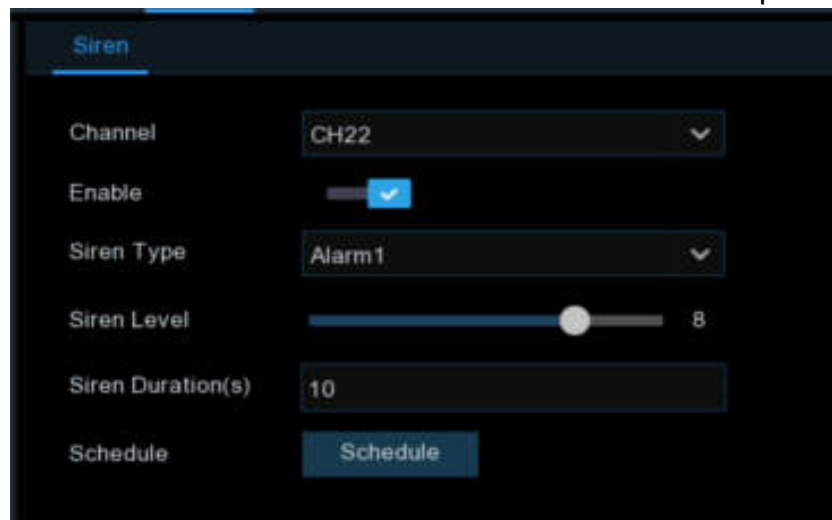 Siren
Channel CH22
Enable
Siren Type Alarm1
Siren Level 8
Siren Duration(s) 10
Schedule Schedule